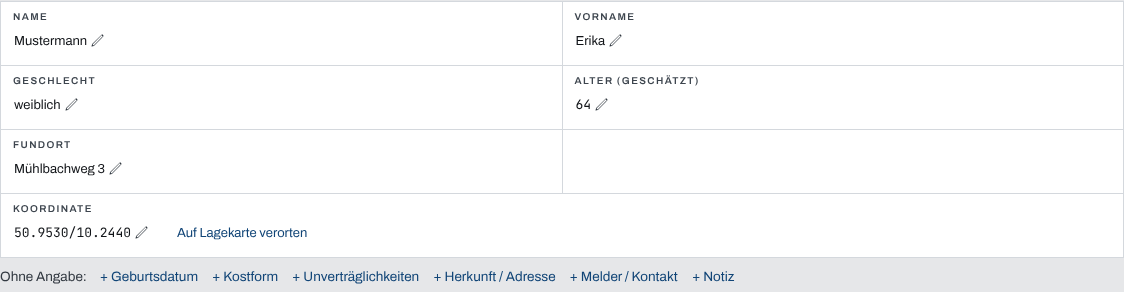 NAME
VORNAME
Mustermann
Erika
GESCHLECHT
ALTER (GESCHÄTZT)
weiblich
64
FUNDORT
Mühlbachweg 3
KOORDINATE
50.9530/10.2440 Auf Lagekarte verorten
Ohne Angabe: + Geburtsdatum + Kostform + Unverträglichkeiten + Herkunft / Adresse + Melder / Kontakt + Notiz